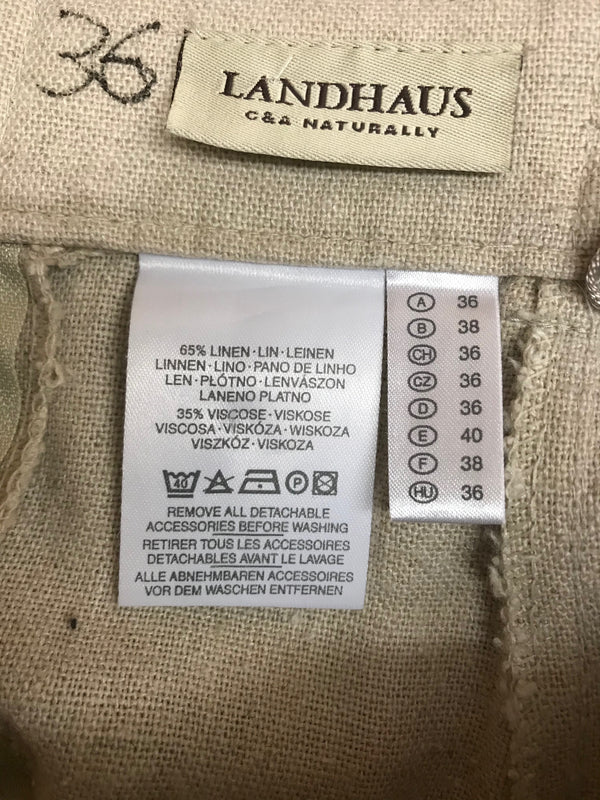 36
LANDHAUS
C&A NATURALLY
65% LINEN·LIN·LEINEN
LINNEN·LINO·PANO DE LINHO
LEN·PŁÓTNO·LENVÁSZON
LANENO PLATNO
35% VISCOSE·VISKOSE
VISCOSA·VISKÓZA·WISKOZA
VISZKÓZ·VISKOZA
40 P
REMOVE ALL DETACHABLE
ACCESSORIES BEFORE WASHING
RETIRER TOUS LES ACCESSOIRES
DETACHABLES AVANT LE LAVAGE
ALLE ABNEHMBAREN ACCESSOIRES
VOR DEM WASCHEN ENTFERNEN
A 36
B 38
CH 36
CZ 36
D 36
E 40
F 38
HU 36